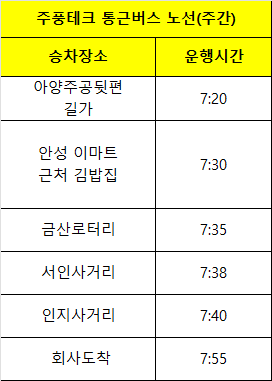 주풍테크 통근버스 노선(주간)
승차장소 운행시간
아양주공뒷편
길가 7:20
안성 이마트
근처 김밥집 7:30
금산로터리 7:35
서인사거리 7:38
인지사거리 7:40
회사도착 7:55